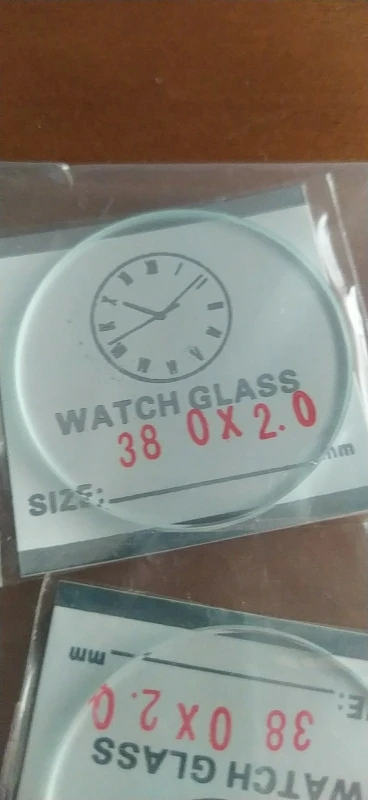 WATCH GLASS
38 0X2.0
SIZE: mm
mm
38 0X2.0
WATCH GLASS